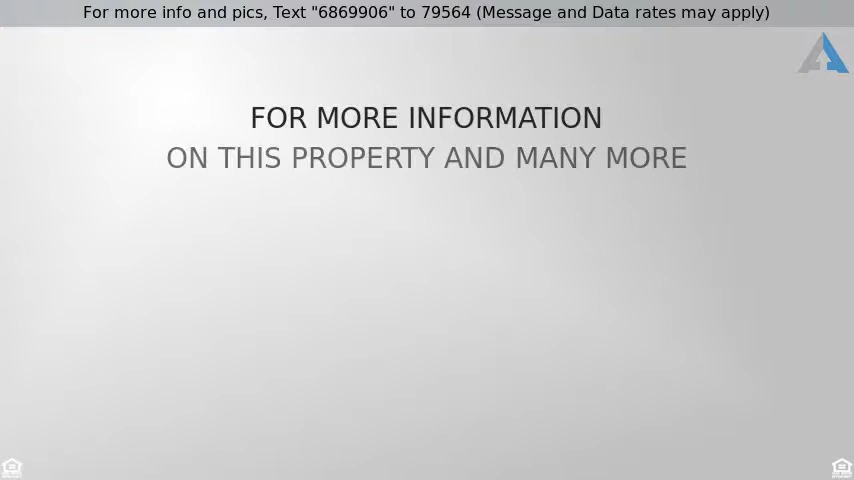 For more info and pics, Text "6869906" to 79564 (Message and Data rates may apply)
FOR MORE INFORMATION
ON THIS PROPERTY AND MANY MORE